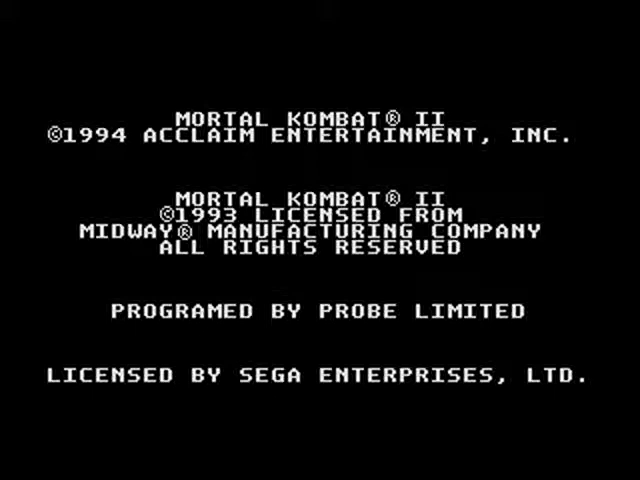 MORTAL KOMBAT® II
©1994 ACCLAIM ENTERTAINMENT, INC.
MORTAL KOMBAT® II
©1993 LICENSED FROM
MIDWAY® MANUFACTURING COMPANY
ALL RIGHTS RESERVED
PROGRAMED BY PROBE LIMITED
LICENSED BY SEGA ENTERPRISES, LTD.